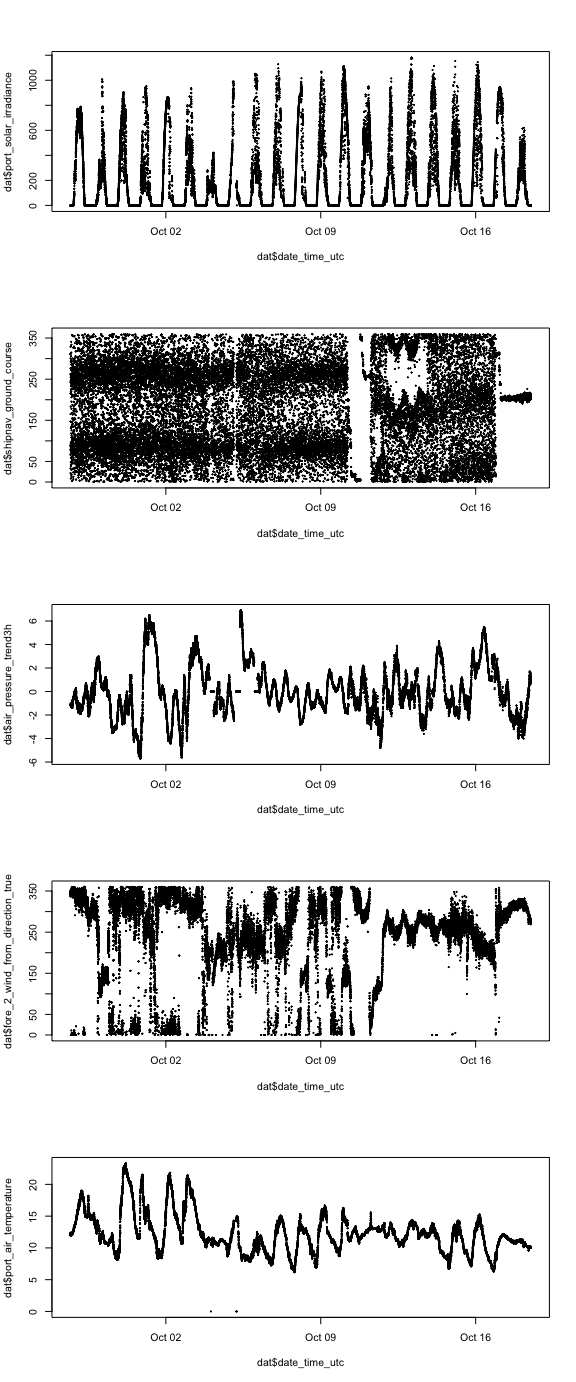 dat$port_solar_irradiance
0 200 600 1000
Oct 02 Oct 09 Oct 16
dat$date_time_utc
dat$shipnav_ground_course
0 50 150 250 350
Oct 02 Oct 09 Oct 16
dat$date_time_utc
dat$air_pressure_trend3h
-6 -4 -2 0 2 4 6
Oct 02 Oct 09 Oct 16
dat$date_time_utc
dat$fore_2_wind_from_direction_true
0 50 150 250 350
Oct 02 Oct 09 Oct 16
dat$date_time_utc
dat$port_air_temperature
0 5 10 15 20
Oct 02 Oct 09 Oct 16
dat$date_time_utc